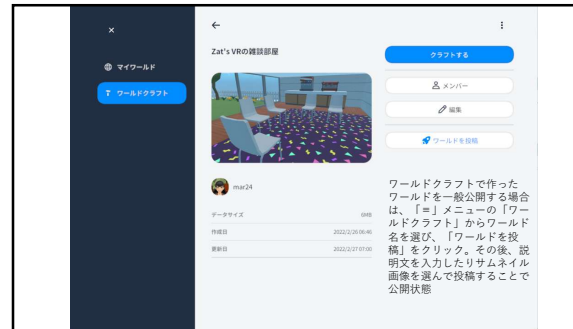 ×
マイワールド
ワールドクラフト
←
Zat's VRの雑談部屋
mar24
データサイズ 6MB
作成日 2022/2/26 06:46
更新日 2022/2/27 07:00
クラフトする
メンバー
編集
ワールドを投稿
ワールドクラフトで作った
ワールドを一般公開する場合
は、「≡」メニューの「ワー
ルドクラフト」からワールド
名を選び、「ワールドを投
稿」をクリック。その後、説
明文を入力したりサムネイル
画像を選んで投稿することで
公開状態